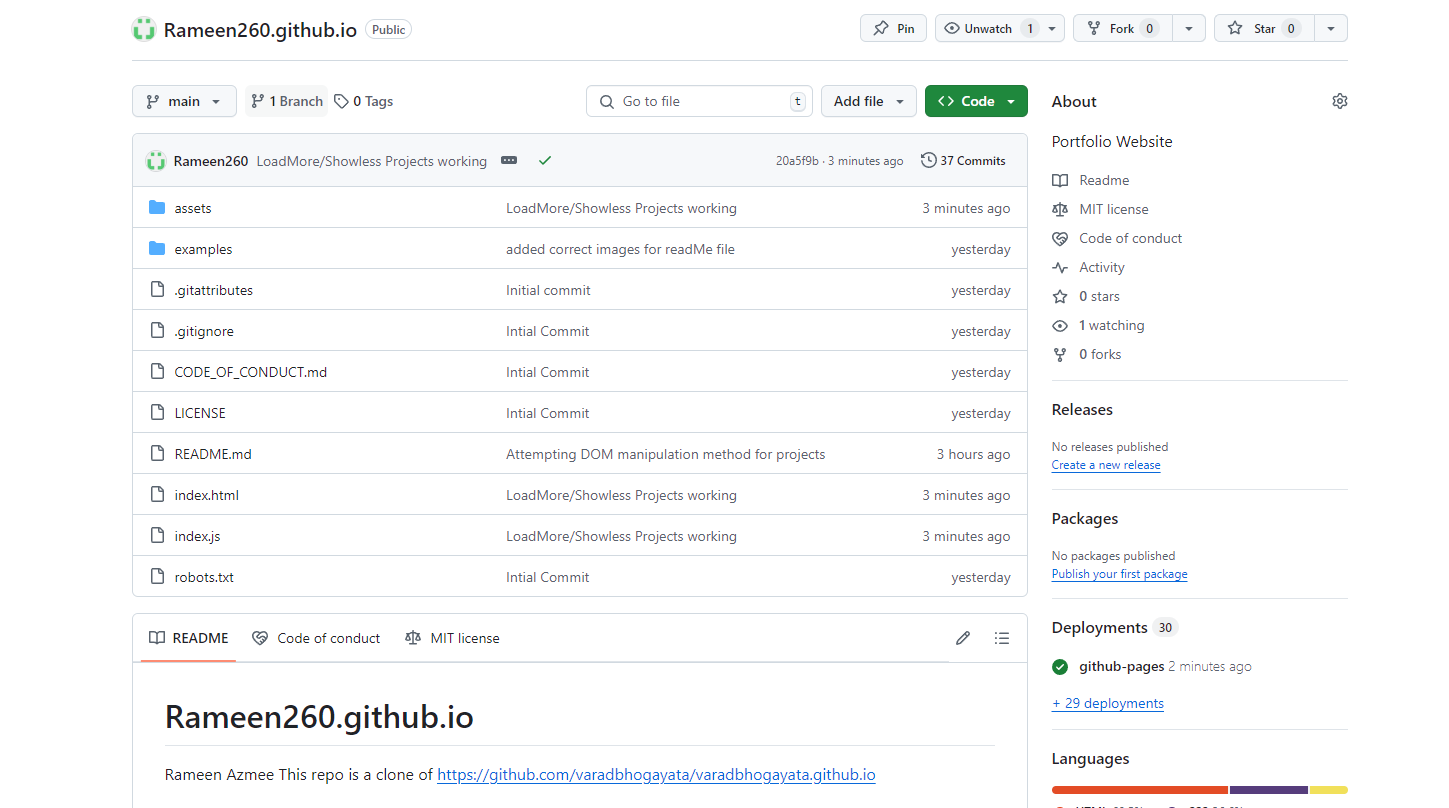 Rameen260.github.io Public Pin Unwatch 1 Fork 0 Star 0
main 1 Branch 0 Tags Go to file t Add file Code
Rameen260 LoadMore/Showless Projects working 20a5f9b · 3 minutes ago 37 Commits
assets LoadMore/Showless Projects working 3 minutes ago
examples added correct images for readMe file yesterday
.gitattributes Initial commit yesterday
.gitignore Intial Commit yesterday
CODE_OF_CONDUCT.md Intial Commit yesterday
LICENSE Intial Commit yesterday
README.md Attempting DOM manipulation method for projects 3 hours ago
index.html LoadMore/Showless Projects working 3 minutes ago
index.js LoadMore/Showless Projects working 3 minutes ago
robots.txt Intial Commit yesterday
README Code of conduct MIT license
Rameen260.github.io
Rameen Azmee This repo is a clone of https://github.com/varadbhogayata/varadbhogayata.github.io
About
Portfolio Website
Readme
MIT license
Code of conduct
Activity
0 stars
1 watching
0 forks
Releases
No releases published
Create a new release
Packages
No packages published
Publish your first package
Deployments 30
github-pages 2 minutes ago
+ 29 deployments
Languages